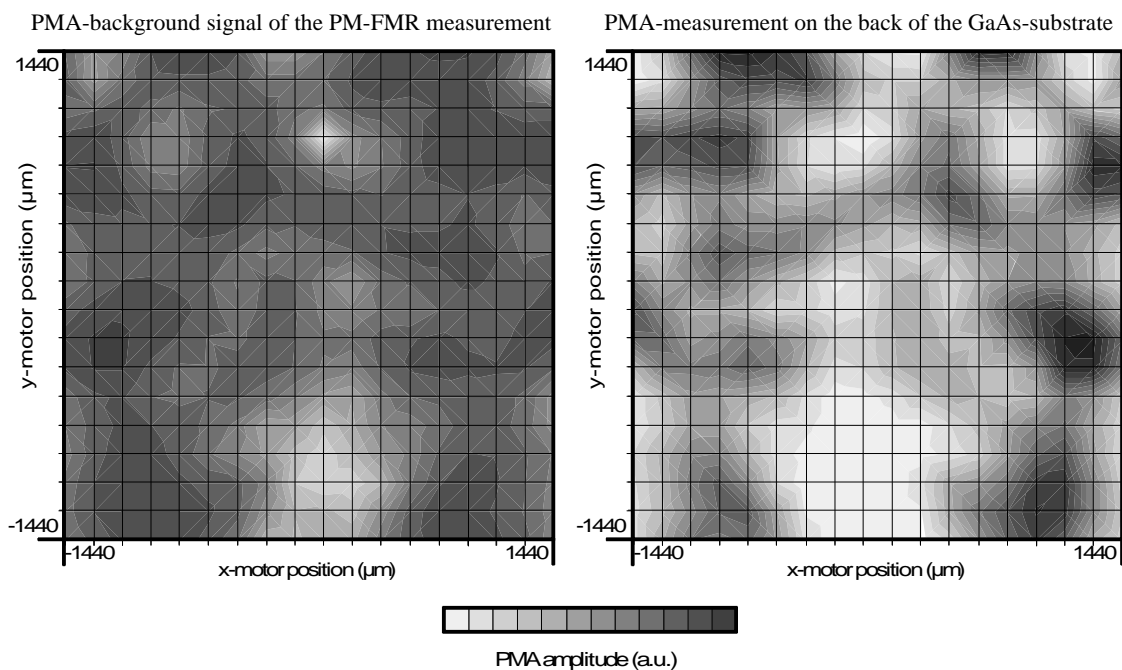 PMA-background signal of the PM-FMR measurement
PMA-measurement on the back of the GaAs-substrate
1440
y-motor position (µm)
-1440
-1440
1440
x-motor position (µm)
1440
y-motor position (µm)
-1440
-1440
1440
x-motor position (µm)
PMA amplitude (a.u.)